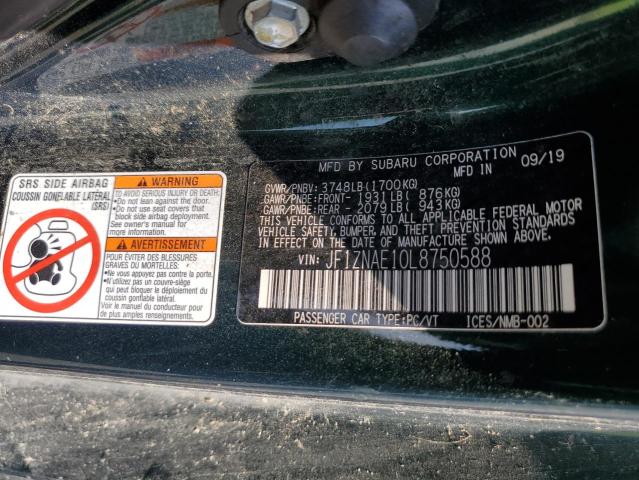 SRS SIDE AIRBAG
COUSSIN GONFLABLE LATÉRAL
(SRS)
WARNING
TO AVOID SERIOUS INJURY OR DEATH:
• Do not lean against the door.
• Do not use seat covers that
block side airbag deployment.
See owner's manual for
more information.
AVERTISSEMENT
POUR ÉVITER DES BLESSURES
GRAVES OU MORTELLES:
• Ne vous appuyez pas contre la porte.
• N'utilisez pas un couvre-siège
qui peut bloquer le déploiement du
coussin gonflable latéral.
Consultez le manuel du propriétaire pour de
plus amples renseignements.
MFD BY SUBARU CORPORATION
MFD IN 09/19
GVWR/PNBV: 3748LB(1700KG)
GAWR/PNBE:FRONT- 1931LB( 876KG)
GAWR/PNBE:REAR - 2079LB( 943KG)
THIS VEHICLE CONFORMS TO ALL APPLICABLE FEDERAL MOTOR
VEHICLE SAFETY, BUMPER, AND THEFT PREVENTION STANDARDS
IN EFFECT ON THE DATE OF MANUFACTURE SHOWN ABOVE.
VIN: JF1ZNAE10L8750588
PASSENGER CAR TYPE:PC/VT ICES/NMB-002